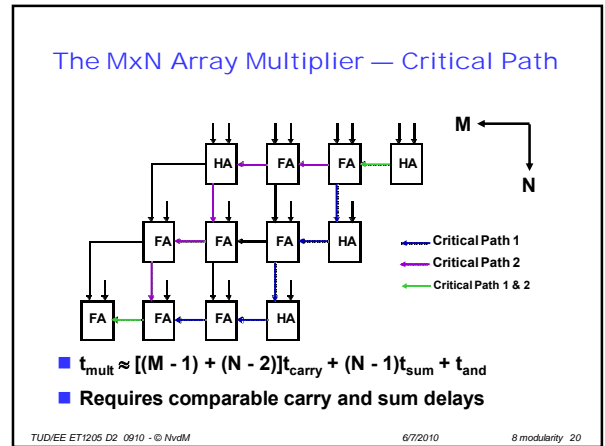 The MxN Array Multiplier — Critical Path
M
N
HA FA FA HA
FA FA FA HA
FA FA FA HA
Critical Path 1
Critical Path 2
Critical Path 1 & 2
t_mult ≈ [(M - 1) + (N - 2)]t_carry + (N - 1)t_sum + t_and
Requires comparable carry and sum delays
TUD/EE ET1205 D2 0910 - © NvdM 6/7/2010 8 modularity 20